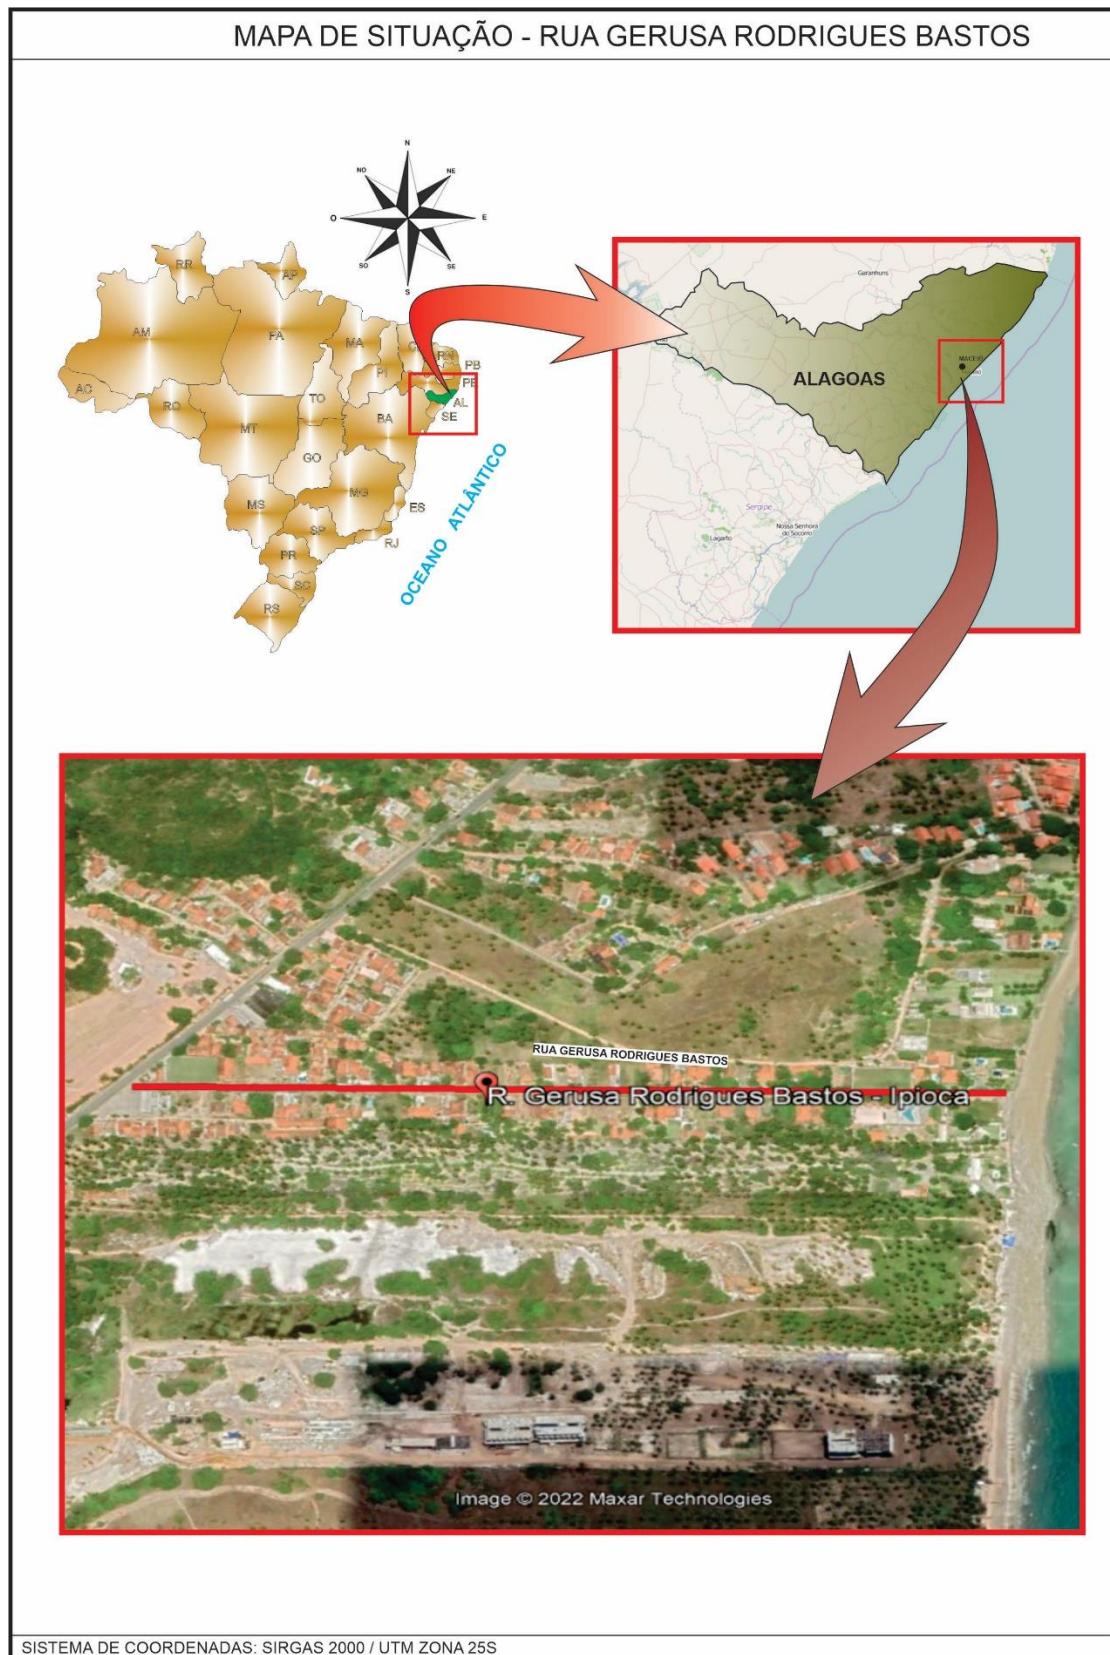 MAPA DE SITUAÇÃO - RUA GERUSA RODRIGUES BASTOS
N
NO
NE
O
E
SO
SE
S
RR
AP
AM
PA
MA
RN
PB
PI
PE
AC
TO
AL
RO
BA
SE
MT
GO
MG
MS
ES
SP
RJ
PR
SC
RS
OCEANO ATLÂNTICO
Garanhuns
MACEIÓ
ALAGOAS
Sergipe
Nossa Senhora
do Socorro
Lagarto
RUA GERUSA RODRIGUES BASTOS
R. Gerusa Rodrigues Bastos - Ipioca
Image © 2022 Maxar Technologies
SISTEMA DE COORDENADAS: SIRGAS 2000 / UTM ZONA 25S